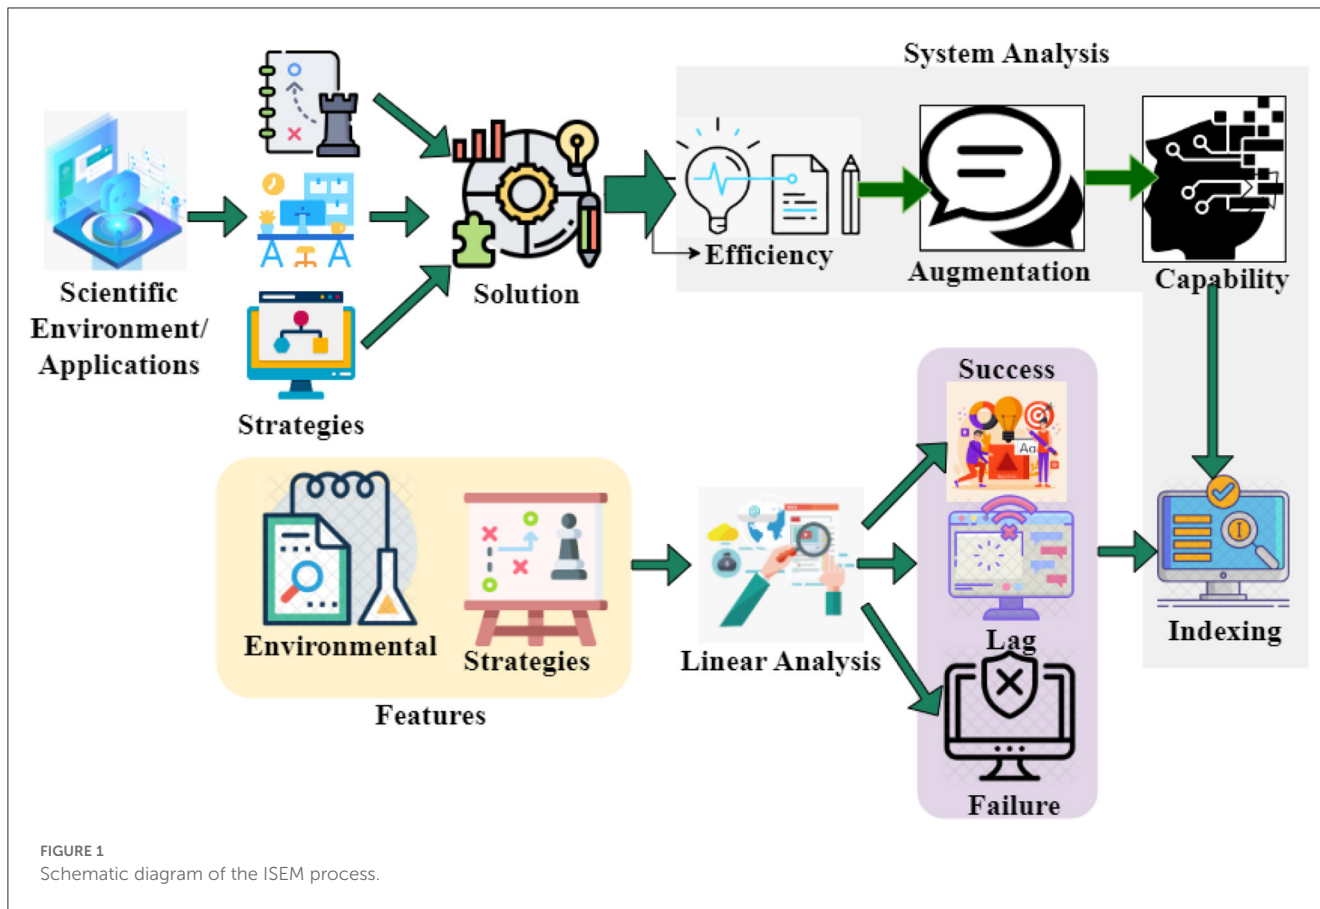 System Analysis
Efficiency
Augmentation
Capability
Solution
Scientific
Environment/
Applications
Strategies
Success
Aa
Environmental
Strategies
Features
Linear Analysis
Lag
Failure
Indexing
FIGURE 1
Schematic diagram of the ISEM process.